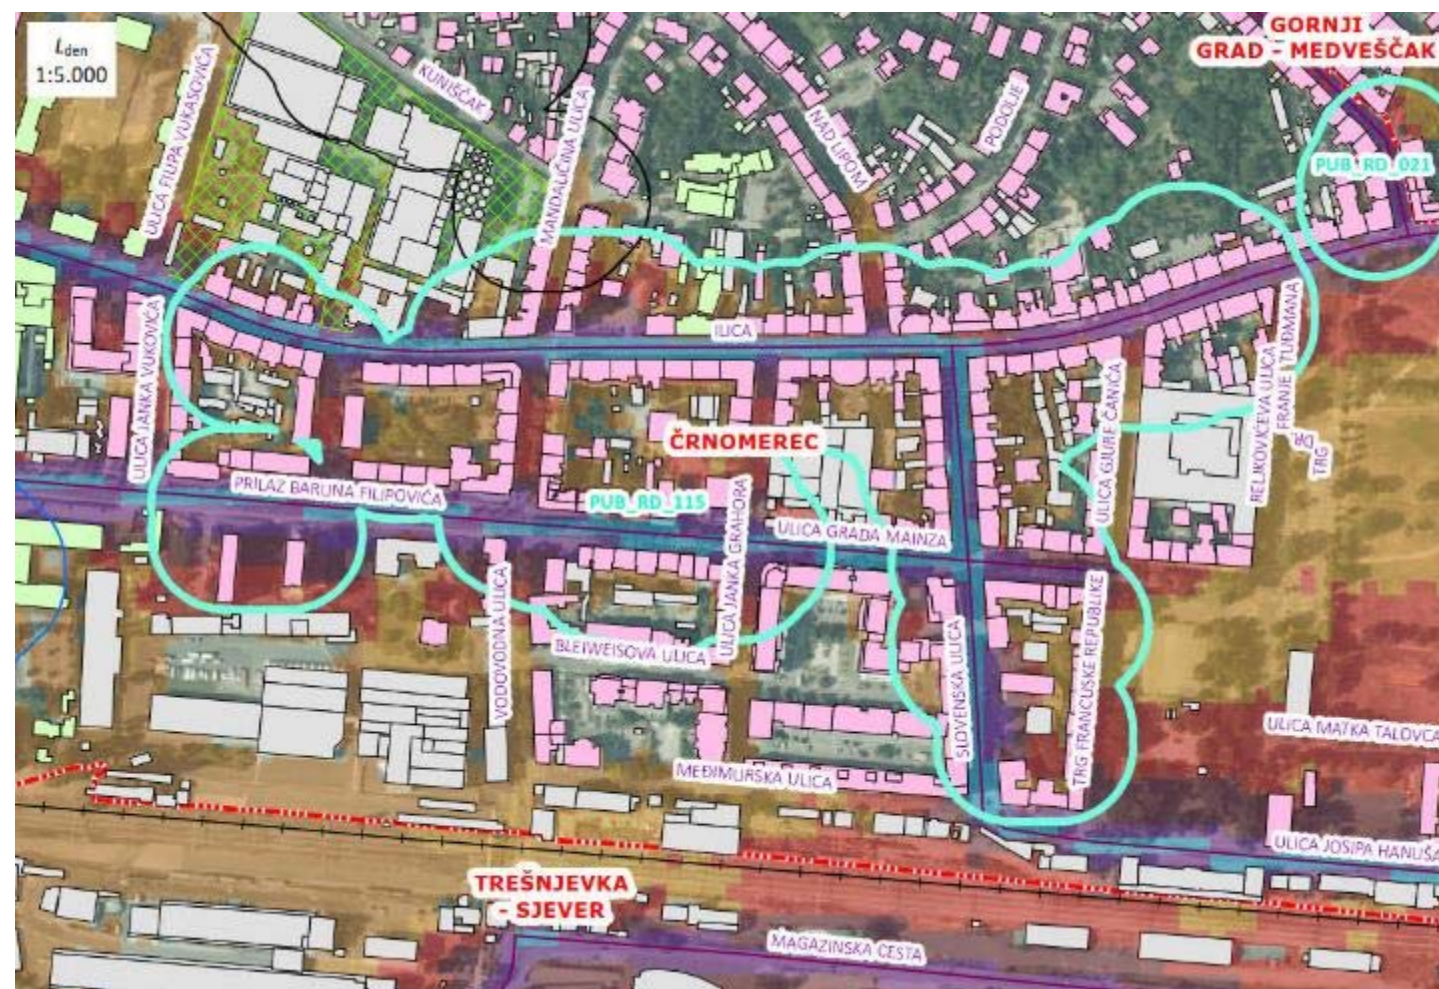 GORNJI
GRAD - MEDVEŠČAK
Lden
1:5.000
ULICA FILIPA VUKASOVIĆA
KUNIŠČAK
MANDALIČINA ULICA
NAD LIPOM
PODOLJE
PUB_RD_021
ULICA JANKA VUKOVIĆA
ILICA
RELJKOVIĆEVA ULICA
TRG
DR.
FRANJE TUĐMANA
ULICA GJURE ČANIĆA
ČRNOMEREC
PRILAZ BARUNA FILIPOVIĆA
PUB_RD_115
ULICA JANKA GRAHORA
ULICA GRADA MAINZA
VODOVODNA ULICA
BLEIWEISOVA ULICA
SLOVENSKA ULICA
TRG FRANCUSKE REPUBLIKE
ULICA MATKA TALOVCA
MEĐIMURSKA ULICA
ULICA JOSIPA HANUŠA
TREŠNJEVKA
- SJEVER
MAGAZINSKA CESTA